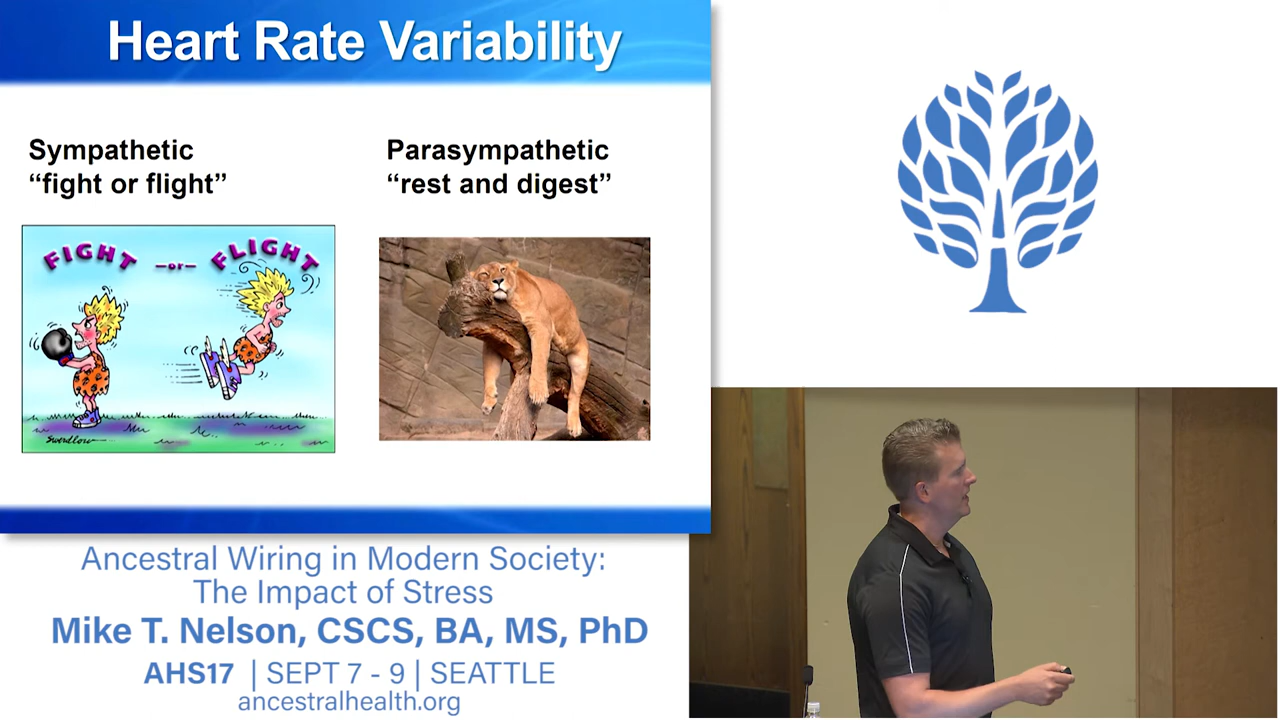 Heart Rate Variability
Sympathetic
“fight or flight”
Parasympathetic
“rest and digest”
FIGHT —or— FLIGHT
Swerdlow
Ancestral Wiring in Modern Society:
The Impact of Stress
Mike T. Nelson, CSCS, BA, MS, PhD
AHS17 | SEPT 7 - 9 | SEATTLE
ancestralhealth.org